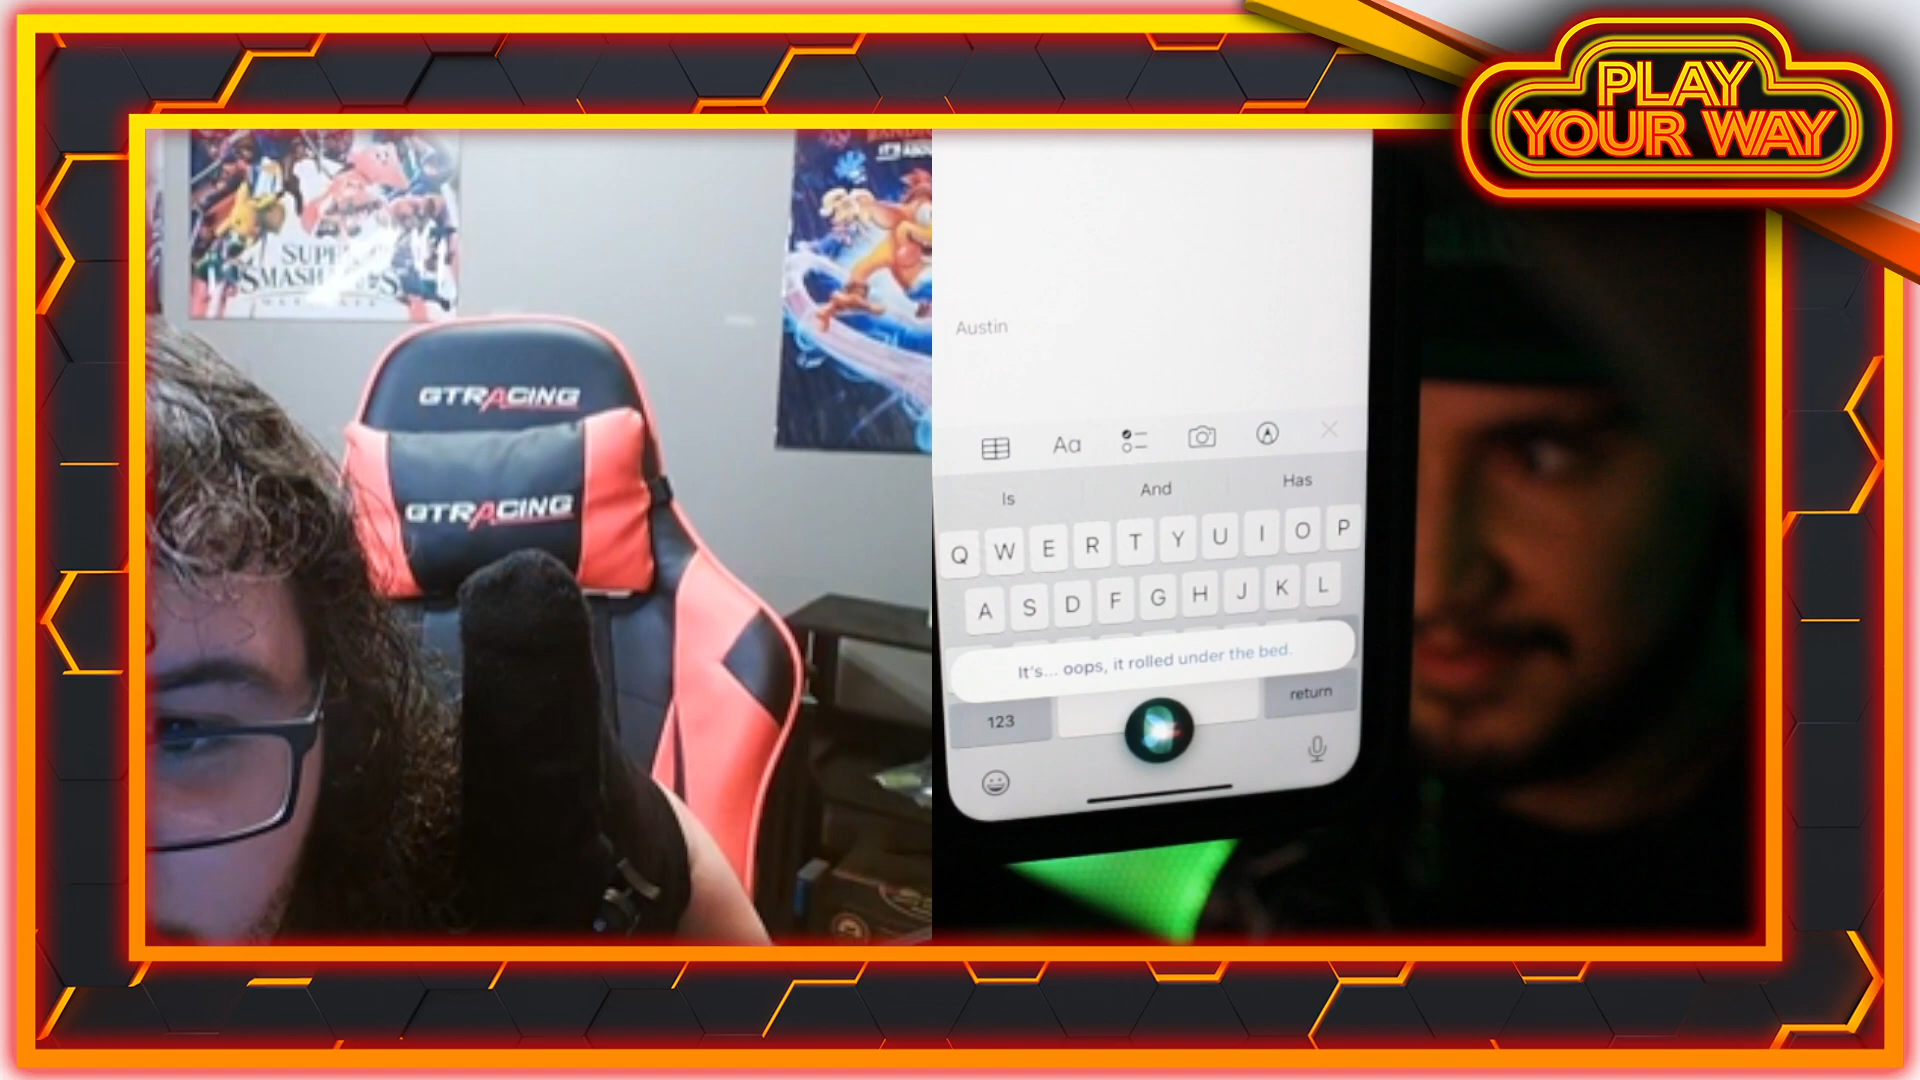 PLAY
YOUR WAY
SUPER
SMASH
GTRACING
GTRACING
Austin
Aa
Is And Has
Q W E R T Y U I O P
A S D F G H J K L
It's... oops, it rolled under the bed.
123 return